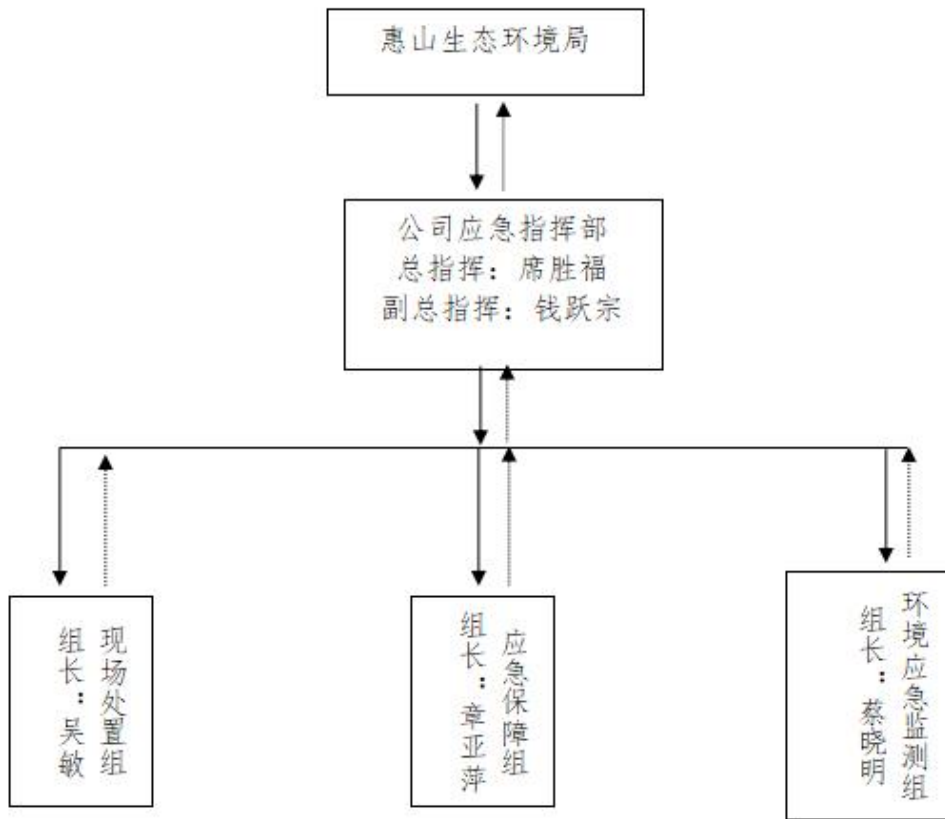 惠山生态环境局
公司应急指挥部
总指挥：席胜福
副总指挥：钱跃宗
现场处置组
组长：吴敏
应急保障组
组长：章亚萍
环境应急监测组
组长：蔡晓明